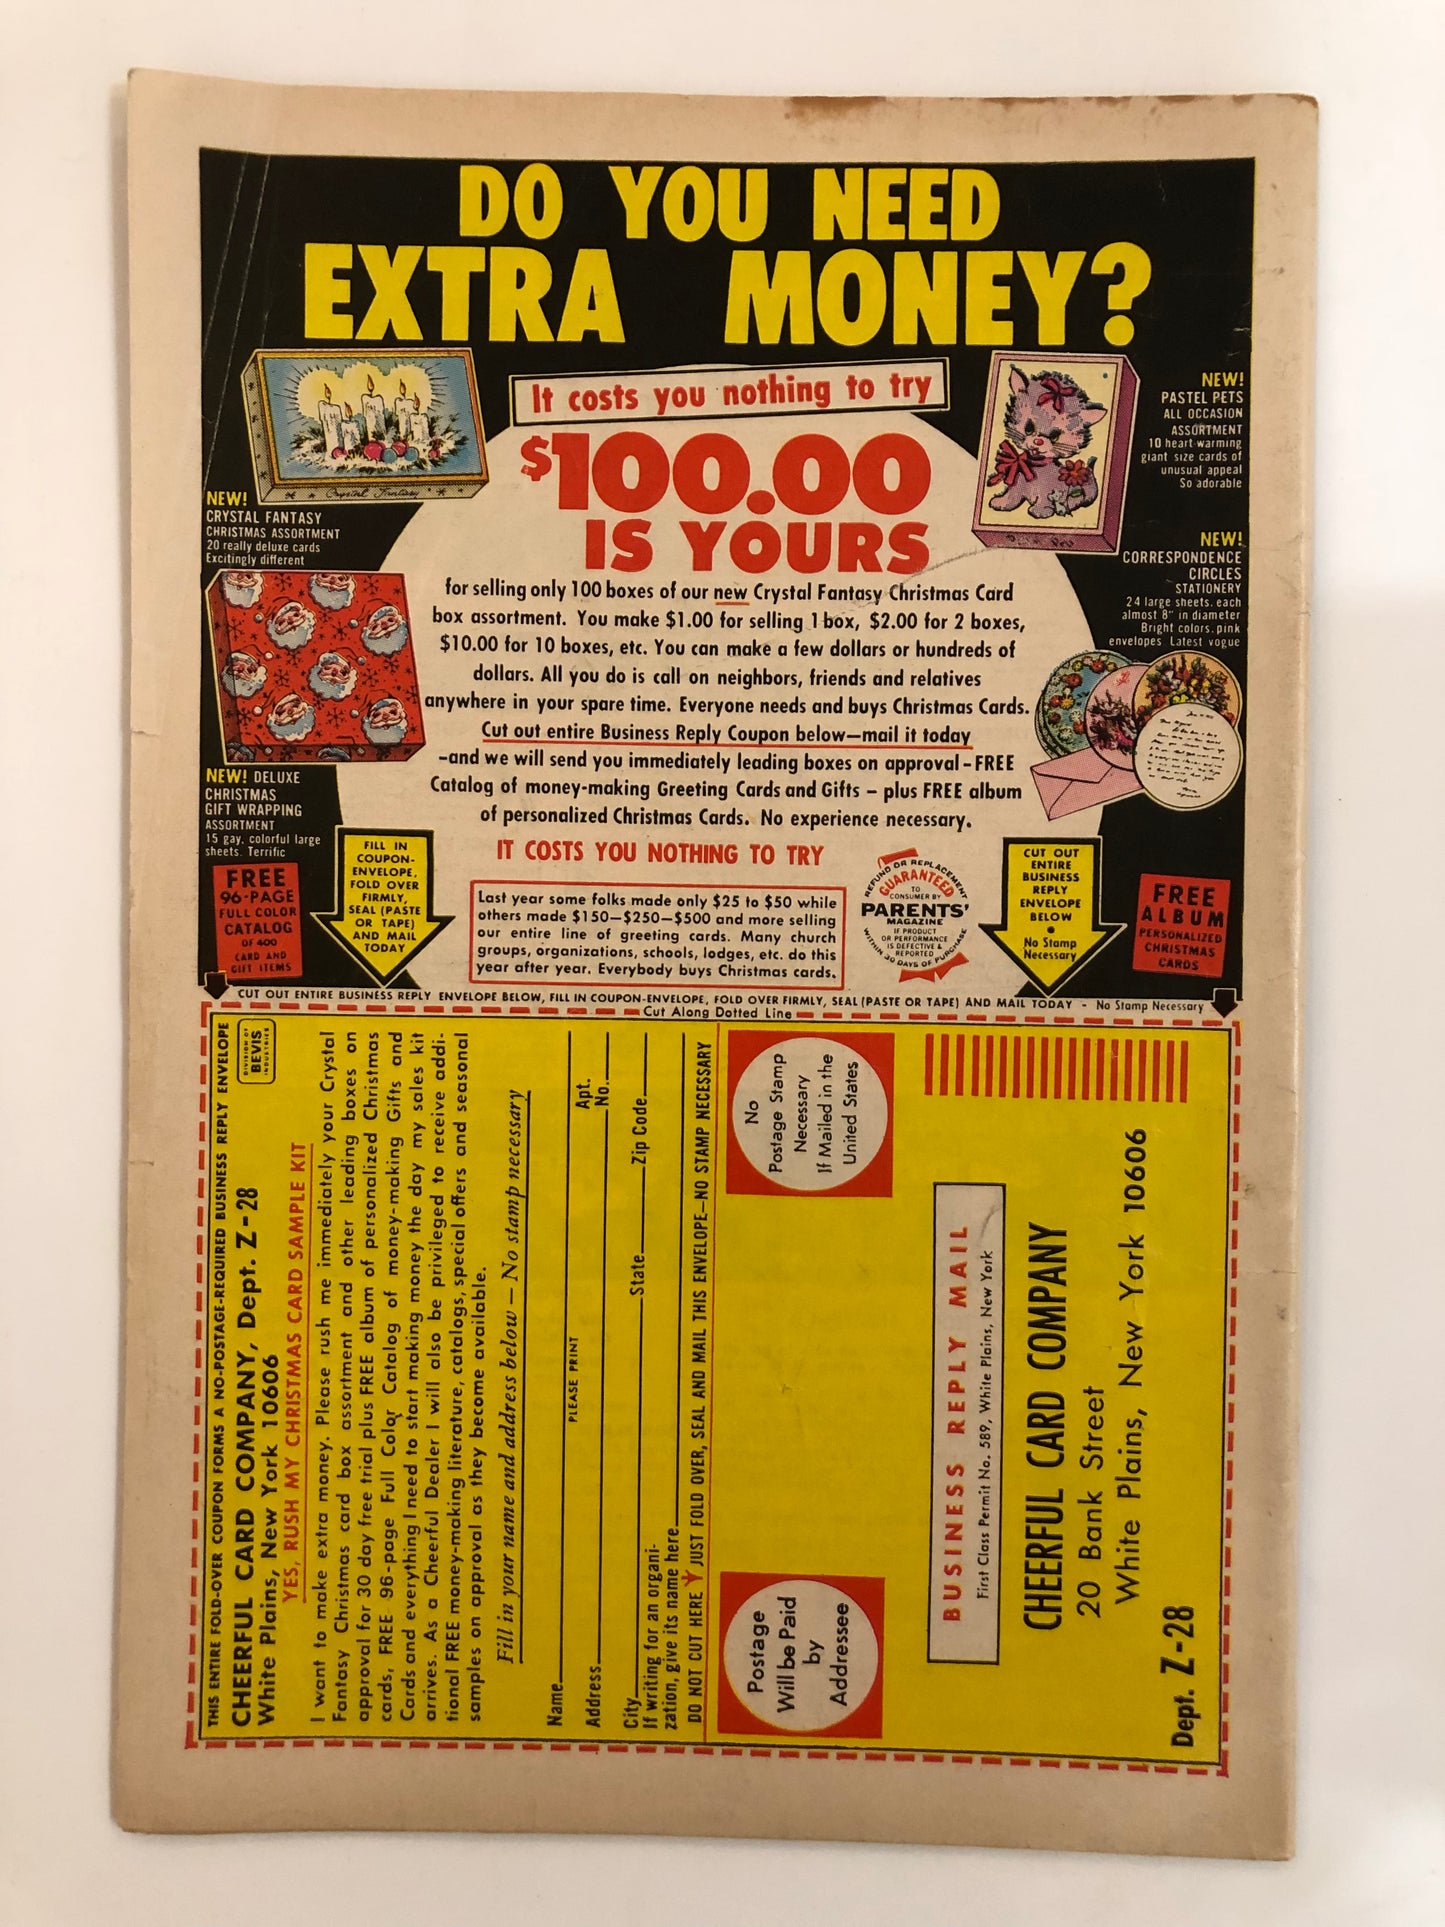 DO YOU NEED
EXTRA MONEY?
It costs you nothing to try
$100.00
IS YOURS
for selling only 100 boxes of our new Crystal Fantasy Christmas Card
box assortment. You make $1.00 for selling 1 box, $2.00 for 2 boxes,
$10.00 for 10 boxes, etc. You can make a few dollars or hundreds of
dollars. All you do is call on neighbors, friends and relatives
anywhere in your spare time. Everyone needs and buys Christmas Cards.
Cut out entire Business Reply Coupon below—mail it today
-and we will send you immediately leading boxes on approval - FREE
Catalog of money-making Greeting Cards and Gifts - plus FREE album
of personalized Christmas Cards. No experience necessary.
IT COSTS YOU NOTHING TO TRY
Last year some folks made only $25 to $50 while
others made $150—$250—$500 and more selling
our entire line of greeting cards. Many church
groups, organizations, schools, lodges, etc. do this
year after year. Everybody buys Christmas cards.
Crystal Fantasy
NEW!
CRYSTAL FANTASY
CHRISTMAS ASSORTMENT
20 really deluxe cards
Excitingly different
NEW! DELUXE
CHRISTMAS
GIFT WRAPPING
ASSORTMENT
15 gay, colorful large
sheets. Terrific
FREE
96-PAGE
FULL COLOR
CATALOG
OF 400
CARD AND
GIFT ITEMS
FILL IN
COUPON-
ENVELOPE,
FOLD OVER
FIRMLY,
SEAL (PASTE
OR TAPE)
AND MAIL
TODAY
NEW!
PASTEL PETS
ALL OCCASION
ASSORTMENT
10 heart-warming
giant size cards of
unusual appeal
So adorable
NEW!
CORRESPONDENCE
CIRCLES
STATIONERY
24 large sheets, each
almost 8" in diameter
Bright colors, pink
envelopes Latest vogue
REFUND OR REPLACEMENT
GUARANTEED
TO
CONSUMER BY
PARENTS'
MAGAZINE
IF PRODUCT
OR PERFORMANCE
IS DEFECTIVE &
REPORTED
WITHIN 30 DAYS OF PURCHASE
CUT OUT
ENTIRE
BUSINESS
REPLY
ENVELOPE
BELOW
•
No Stamp
Necessary
FREE
ALBUM
PERSONALIZED
CHRISTMAS
CARDS
CUT OUT ENTIRE BUSINESS REPLY ENVELOPE BELOW, FILL IN COUPON-ENVELOPE, FOLD OVER FIRMLY, SEAL (PASTE OR TAPE) AND MAIL TODAY - No Stamp Necessary
Cut Along Dotted Line
THIS ENTIRE FOLD-OVER COUPON FORMS A NO-POSTAGE-REQUIRED BUSINESS REPLY ENVELOPE
CHEERFUL CARD COMPANY, Dept. Z-28
White Plains, New York 10606
DIVISION OF
BEVIS
INDUSTRIES
YES, RUSH MY CHRISTMAS CARD SAMPLE KIT
I want to make extra money. Please rush me immediately your Crystal
Fantasy Christmas card box assortment and other leading boxes on
approval for 30 day free trial plus FREE album of personalized Christmas
cards, FREE 96-page Full Color Catalog of money-making Gifts and
Cards and everything I need to start making money the day my sales kit
arrives. As a Cheerful Dealer I will also be privileged to receive addi-
tional FREE money-making literature, catalogs, special offers and seasonal
samples on approval as they become available.
Fill in your name and address below — No stamp necessary
Name
PLEASE PRINT
Address Apt. No.
City State Zip Code
If writing for an organi-
zation, give its name here
DO NOT CUT HERE JUST FOLD OVER, SEAL AND MAIL THIS ENVELOPE—NO STAMP NECESSARY
Postage
Will be Paid
by
Addressee
No
Postage Stamp
Necessary
If Mailed in the
United States
BUSINESS REPLY MAIL
First Class Permit No. 589, White Plains, New York
CHEERFUL CARD COMPANY
20 Bank Street
White Plains, New York 10606
Dept. Z-28